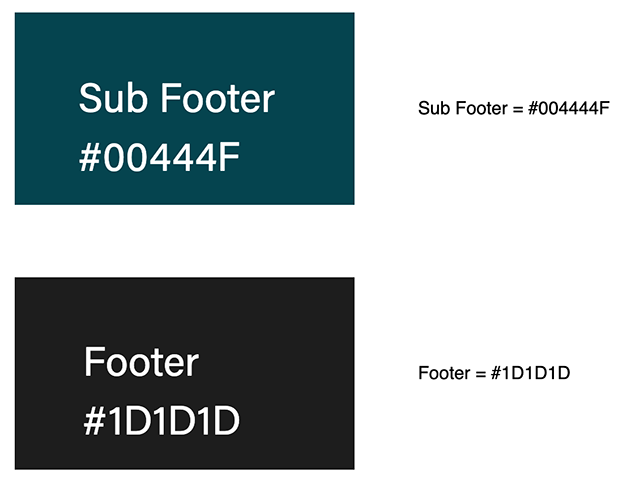 Sub Footer
#00444F
Sub Footer = #004444F
Footer
#1D1D1D
Footer = #1D1D1D